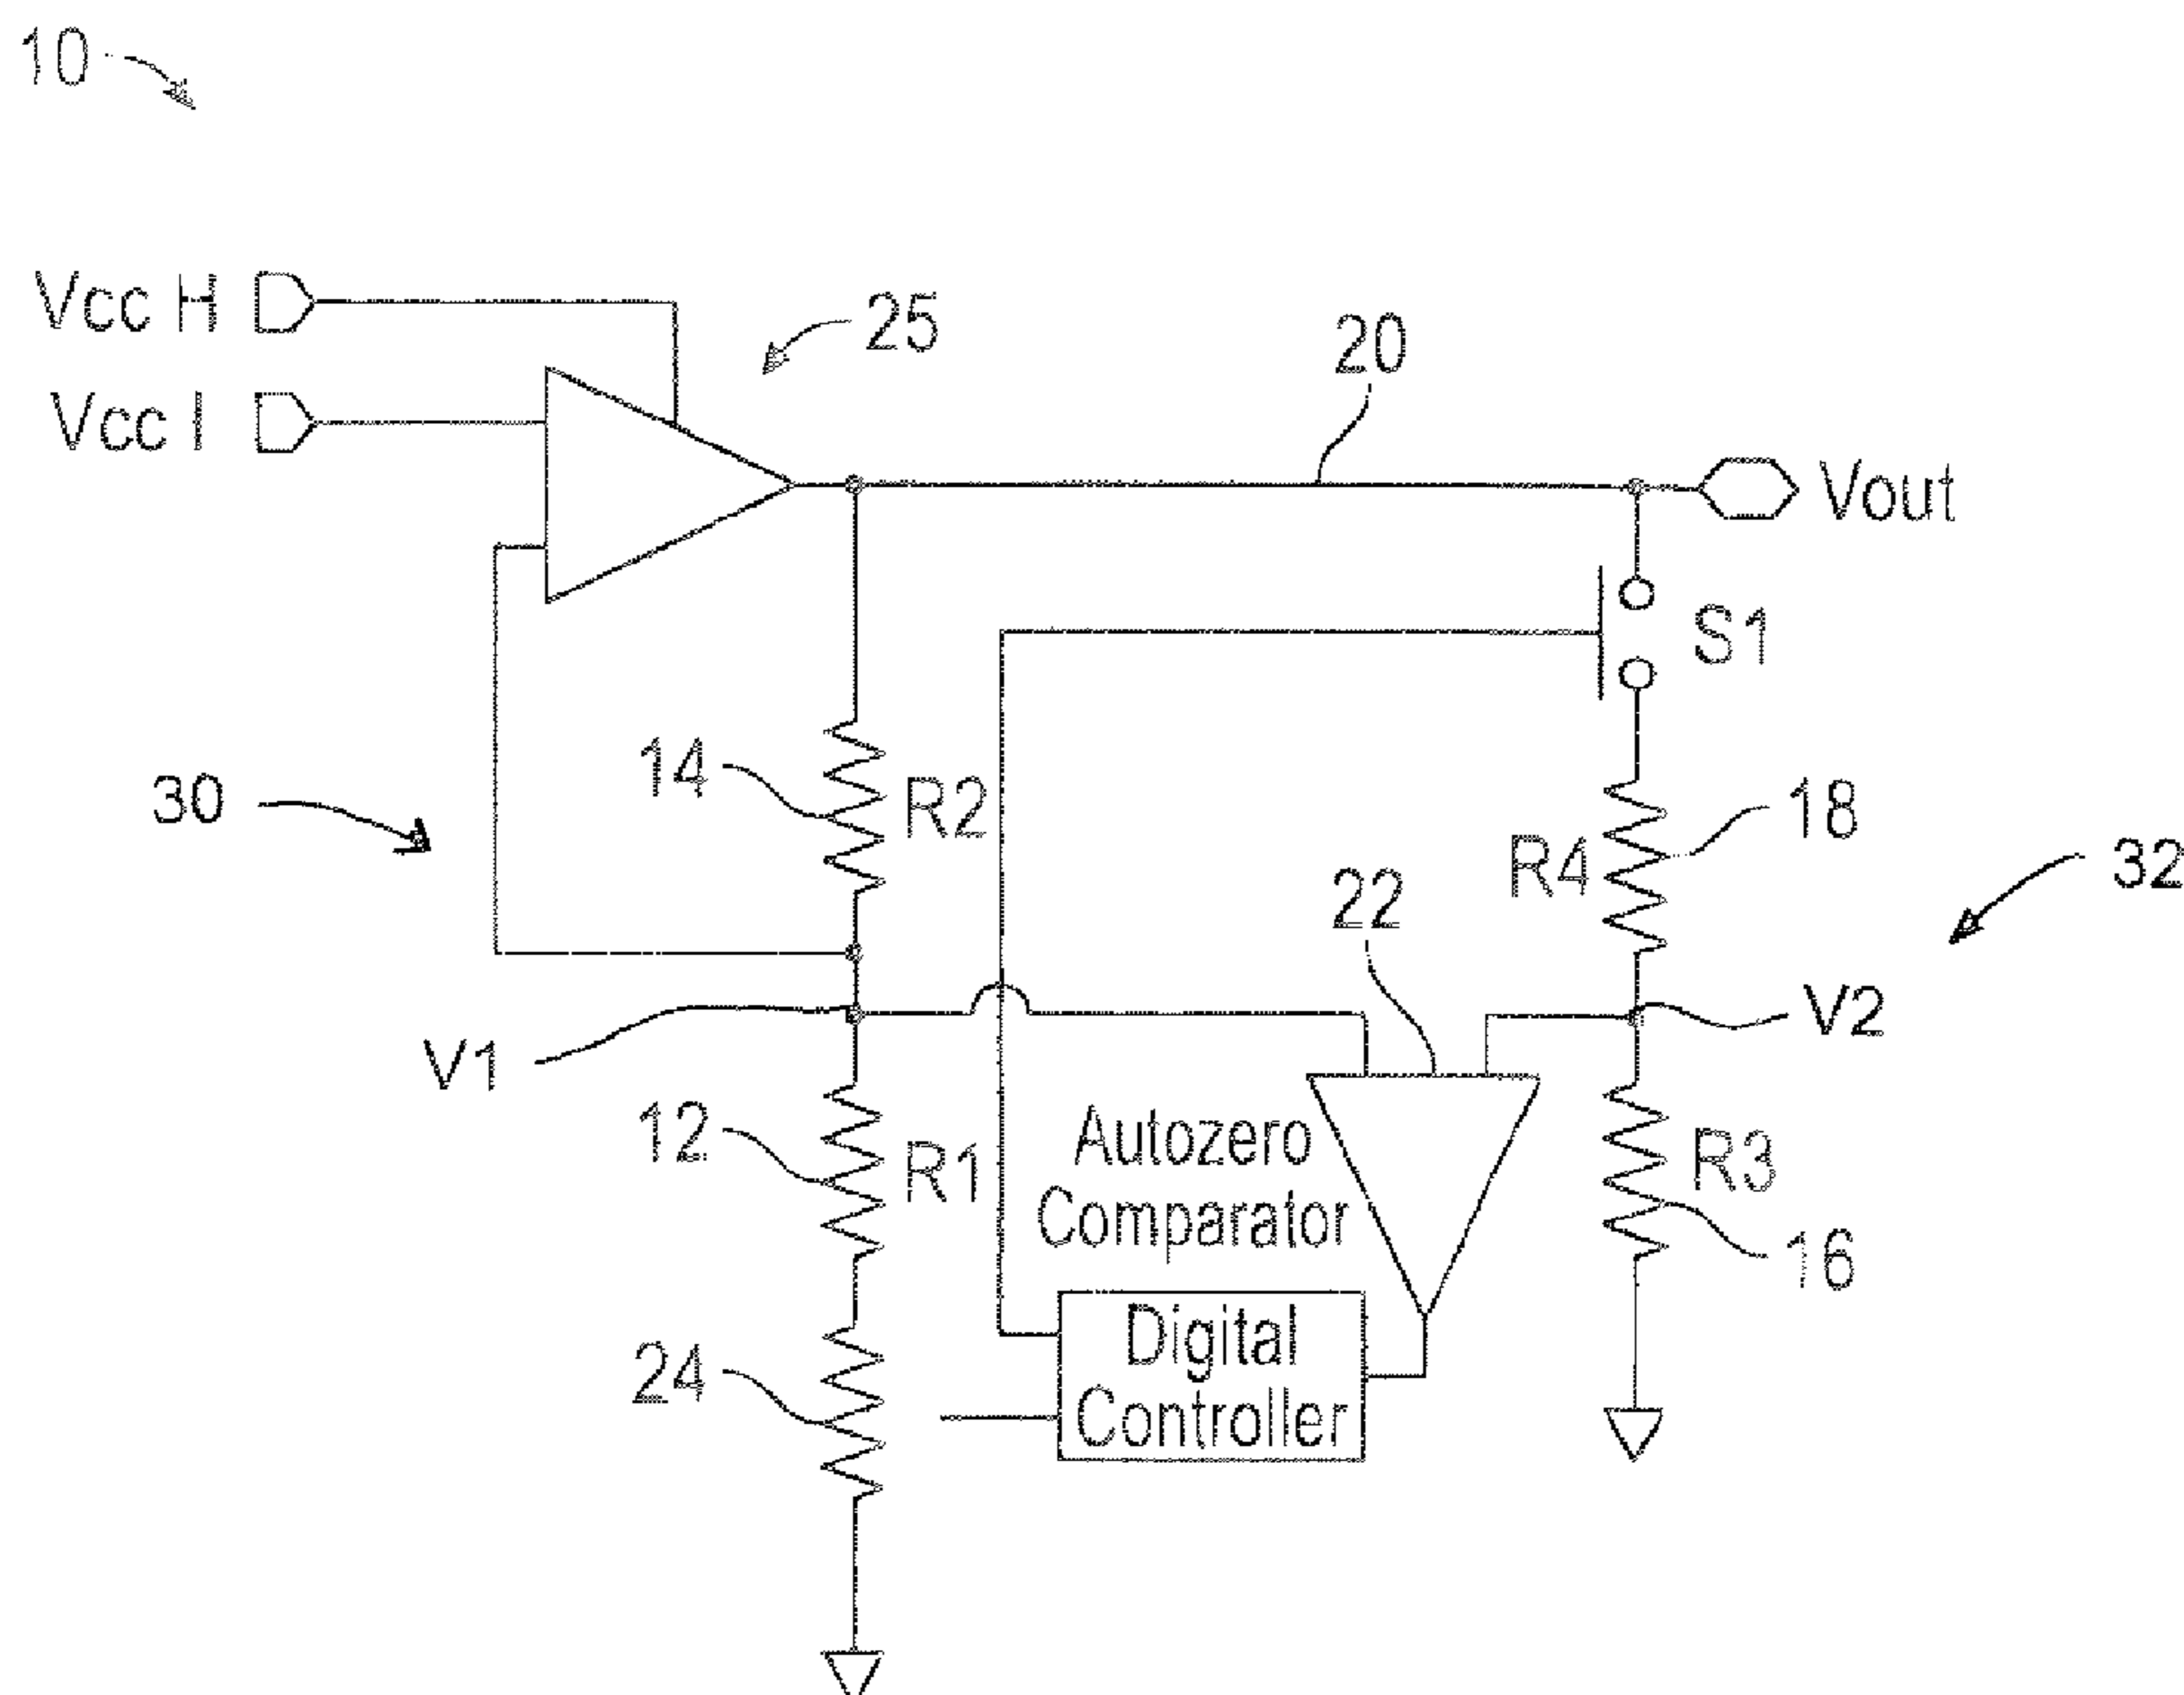 10
Vcc H
25
20
Vcc I
Vout
S1
14
R2
30
18
R4
22
32
V2
V1
12
R1
Autozero
Comparator
R3
16
24
Digital
Controller